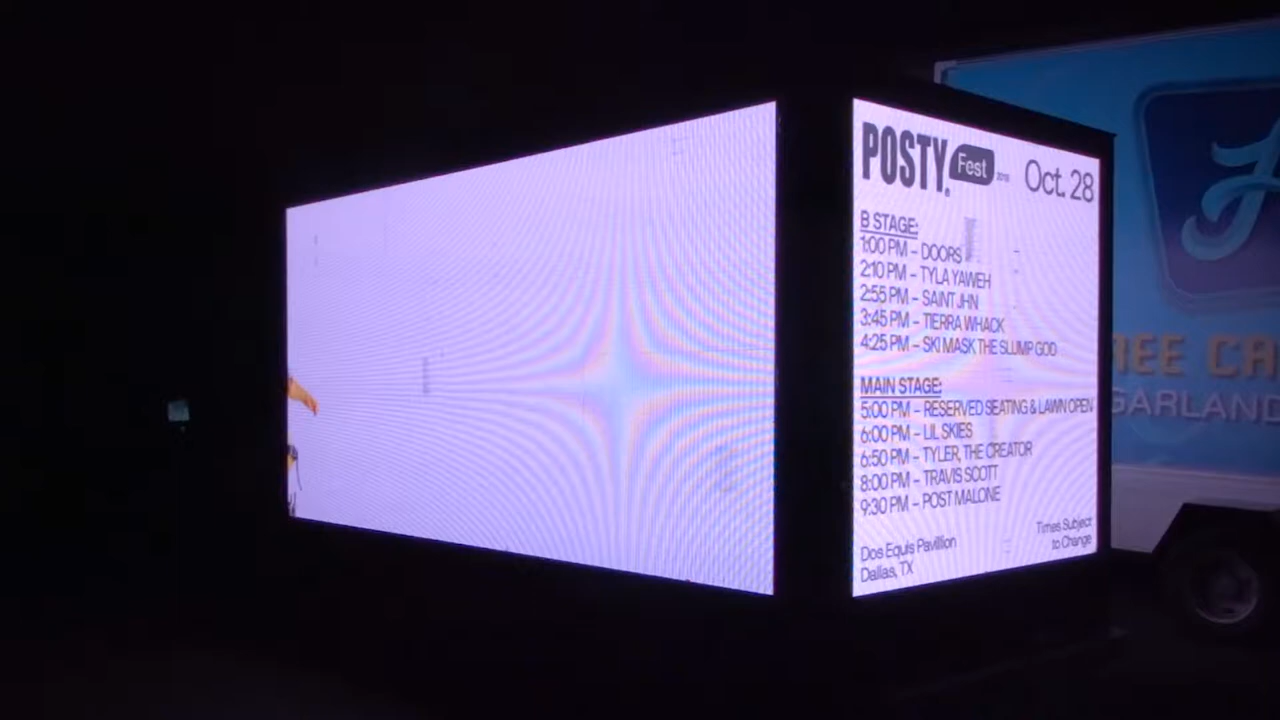 POSTY Fest 2018 Oct. 28
B STAGE:
1:00 PM – DOORS
2:10 PM – TYLA YAWEH
2:55 PM – SAINT JHN
3:45 PM – TIERRA WHACK
4:25 PM – SKI MASK THE SLUMP GOD
MAIN STAGE:
5:00 PM – RESERVED SEATING & LAWN OPEN
6:00 PM – LIL SKIES
6:50 PM – TYLER, THE CREATOR
8:00 PM – TRAVIS SCOTT
9:30 PM – POST MALONE
Dos Equis Pavillion
Dallas, TX
Times Subject
to Change
GARLAND